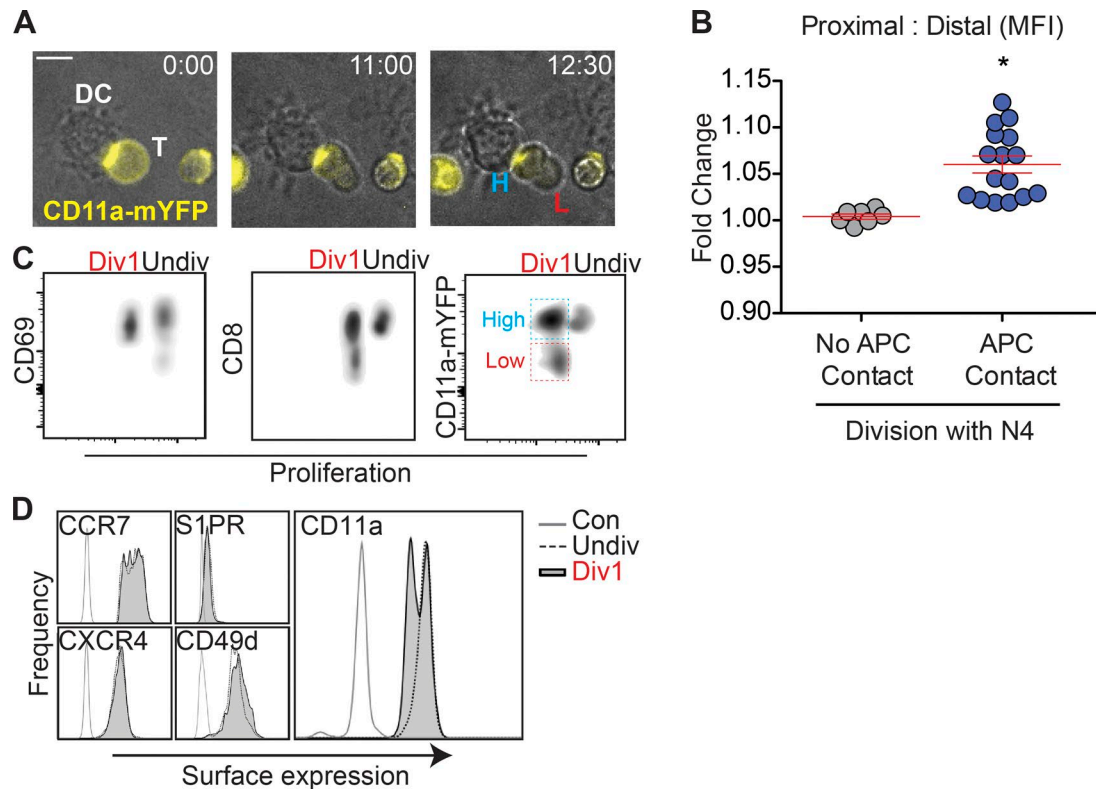 A
0:00
DC
T
CD11a-mYFP
11:00
12:30
H
L
B
Proximal : Distal (MFI)
*
Fold Change
1.15
1.10
1.05
1.00
0.95
0.90
No APC
Contact
APC
Contact
Division with N4
C
Div1 Undiv
CD69
Div1 Undiv
CD8
Div1 Undiv
CD11a-mYFP
High
Low
Proliferation
D
CCR7
S1PR
CXCR4
CD49d
CD11a
Con
Undiv
Div1
Frequency
Surface expression